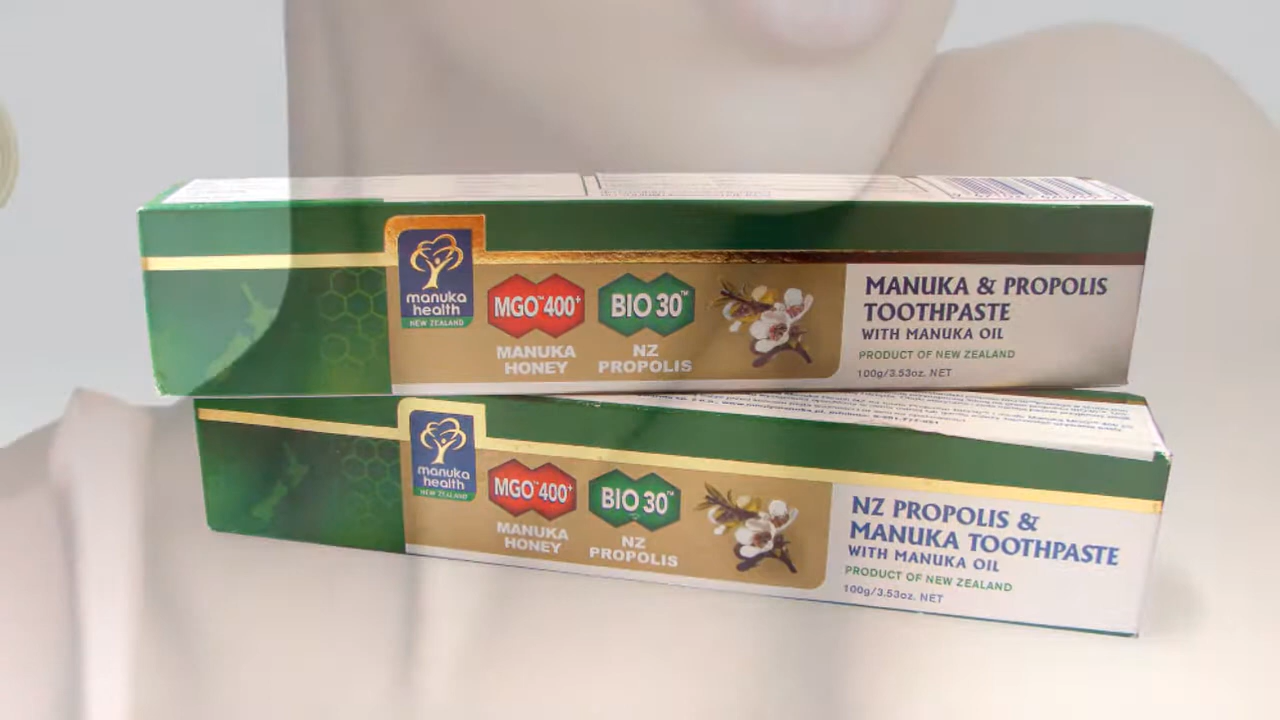 manuka
health
NEW ZEALAND
MGO™400+
BIO 30™
MANUKA
HONEY
NZ
PROPOLIS
MANUKA & PROPOLIS
TOOTHPASTE
WITH MANUKA OIL
PRODUCT OF NEW ZEALAND
100g/3.53oz. NET
manuka
health
NEW ZEALAND
MGO™400+
BIO 30™
MANUKA
HONEY
NZ
PROPOLIS
NZ PROPOLIS &
MANUKA TOOTHPASTE
WITH MANUKA OIL
PRODUCT OF NEW ZEALAND
100g/3.53oz. NET